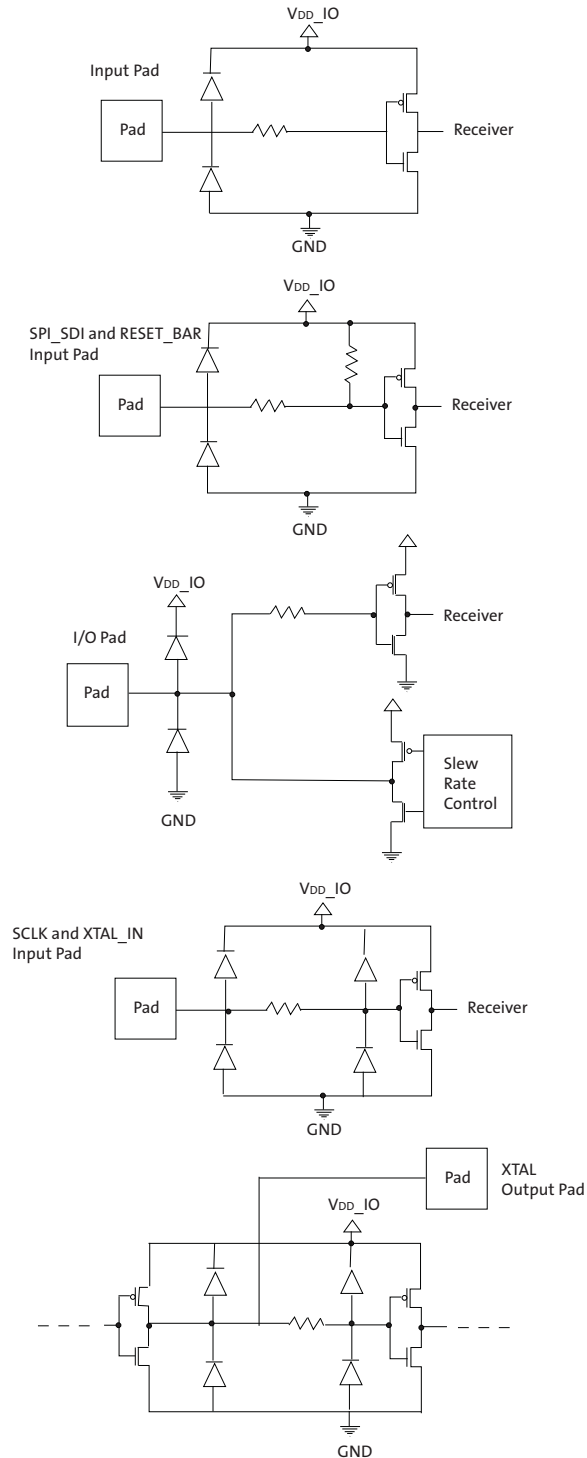 VDD_IO
Input Pad
Pad
Receiver
GND
VDD_IO
SPI_SDI and RESET_BAR
Input Pad
Pad
Receiver
GND
VDD_IO
I/O Pad
Pad
Receiver
GND
Slew
Rate
Control
VDD_IO
SCLK and XTAL_IN
Input Pad
Pad
Receiver
GND
Pad
XTAL
Output Pad
VDD_IO
GND